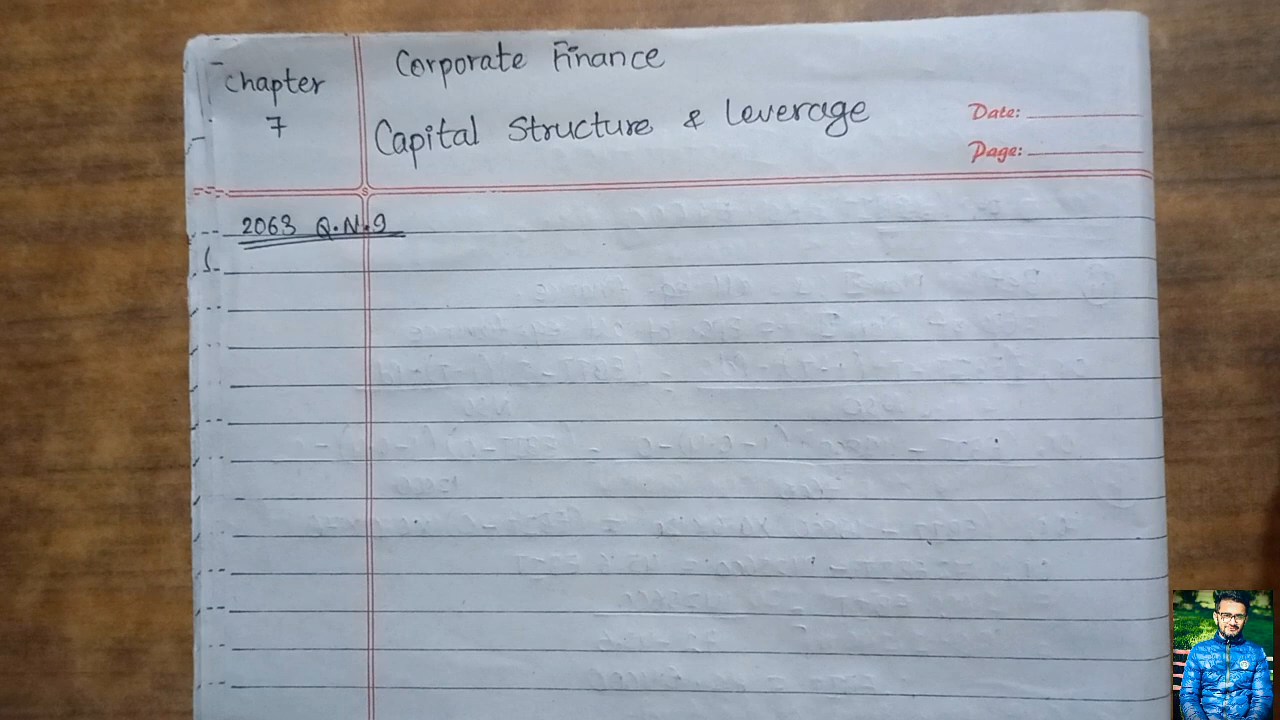 Corporate Finance
Chapter
7
Capital Structure & Leverage
Date:
Page:
S
2063 Q.N.9